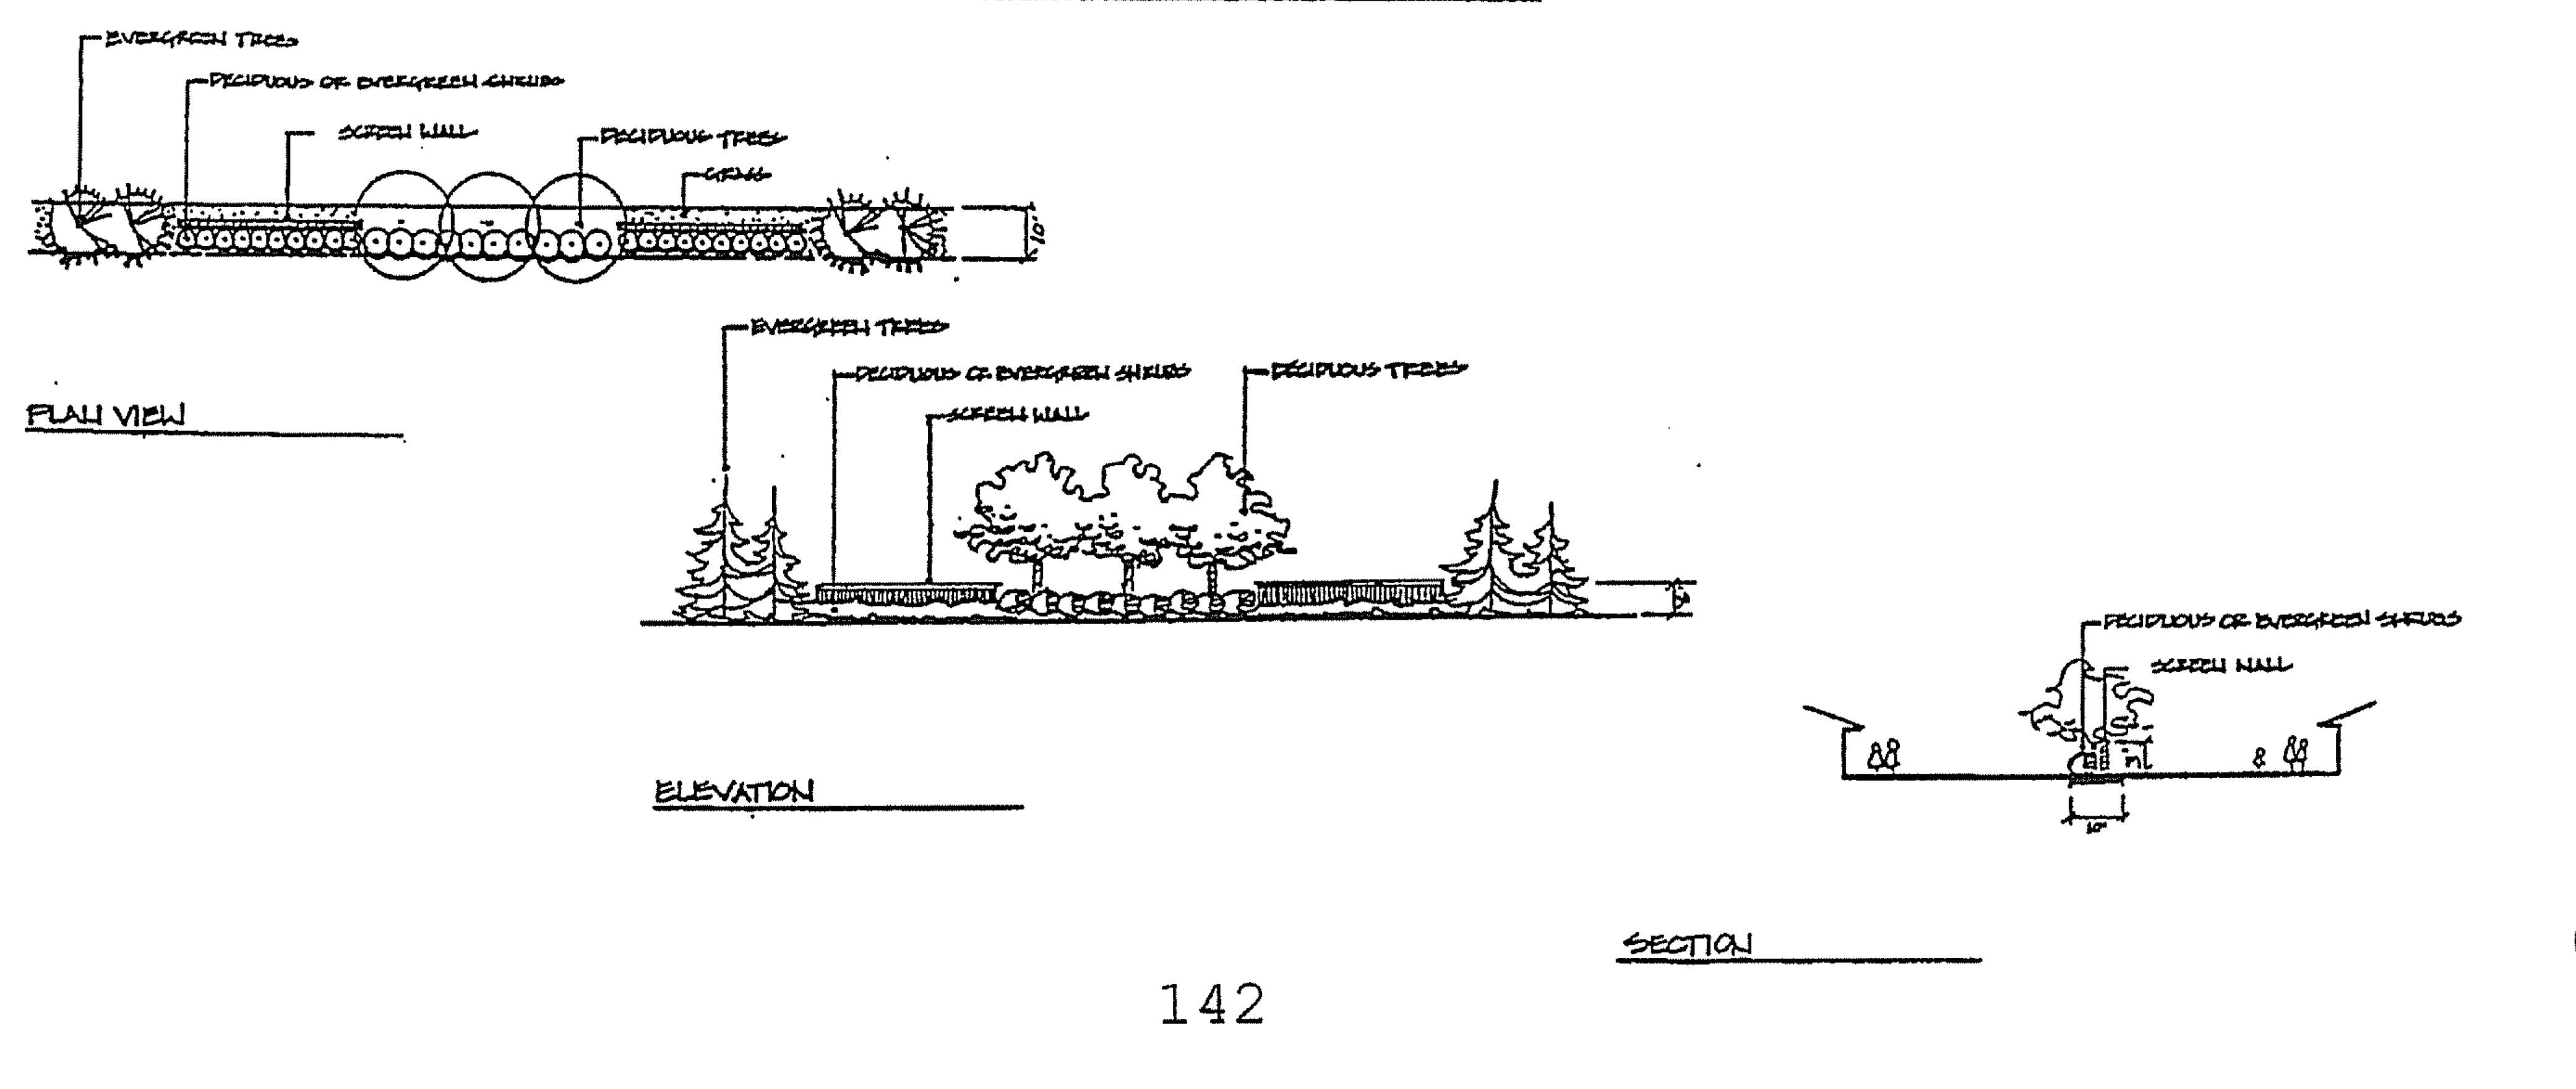 EVERGREEN TREES
DECIDUOUS OR EVERGREEN SHRUBS
SCREEN WALL
DECIDUOUS TREES
GRASS
10"
PLAN VIEW
EVERGREEN TREES
DECIDUOUS OR EVERGREEN SHRUBS
DECIDUOUS TREES
SCREEN WALL
ELEVATION
DECIDUOUS OR EVERGREEN SHRUBS
SCREEN WALL
10"
SECTION
142